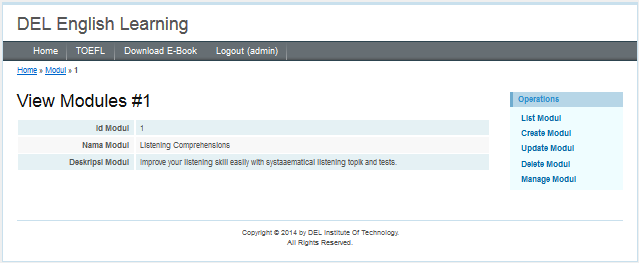 DEL English Learning
Home TOEFL Download E-Book Logout (admin)
Home » Modul » 1
View Modules #1
Id Modul 1
Nama Modul Listening Comprehensions
Deskripsi Modul Improve your listening skill easily with systaaematical listening topik and tests.
Operations
List Modul
Create Modul
Update Modul
Delete Modul
Manage Modul
Copyright © 2014 by DEL Institute Of Technology.
All Rights Reserved.